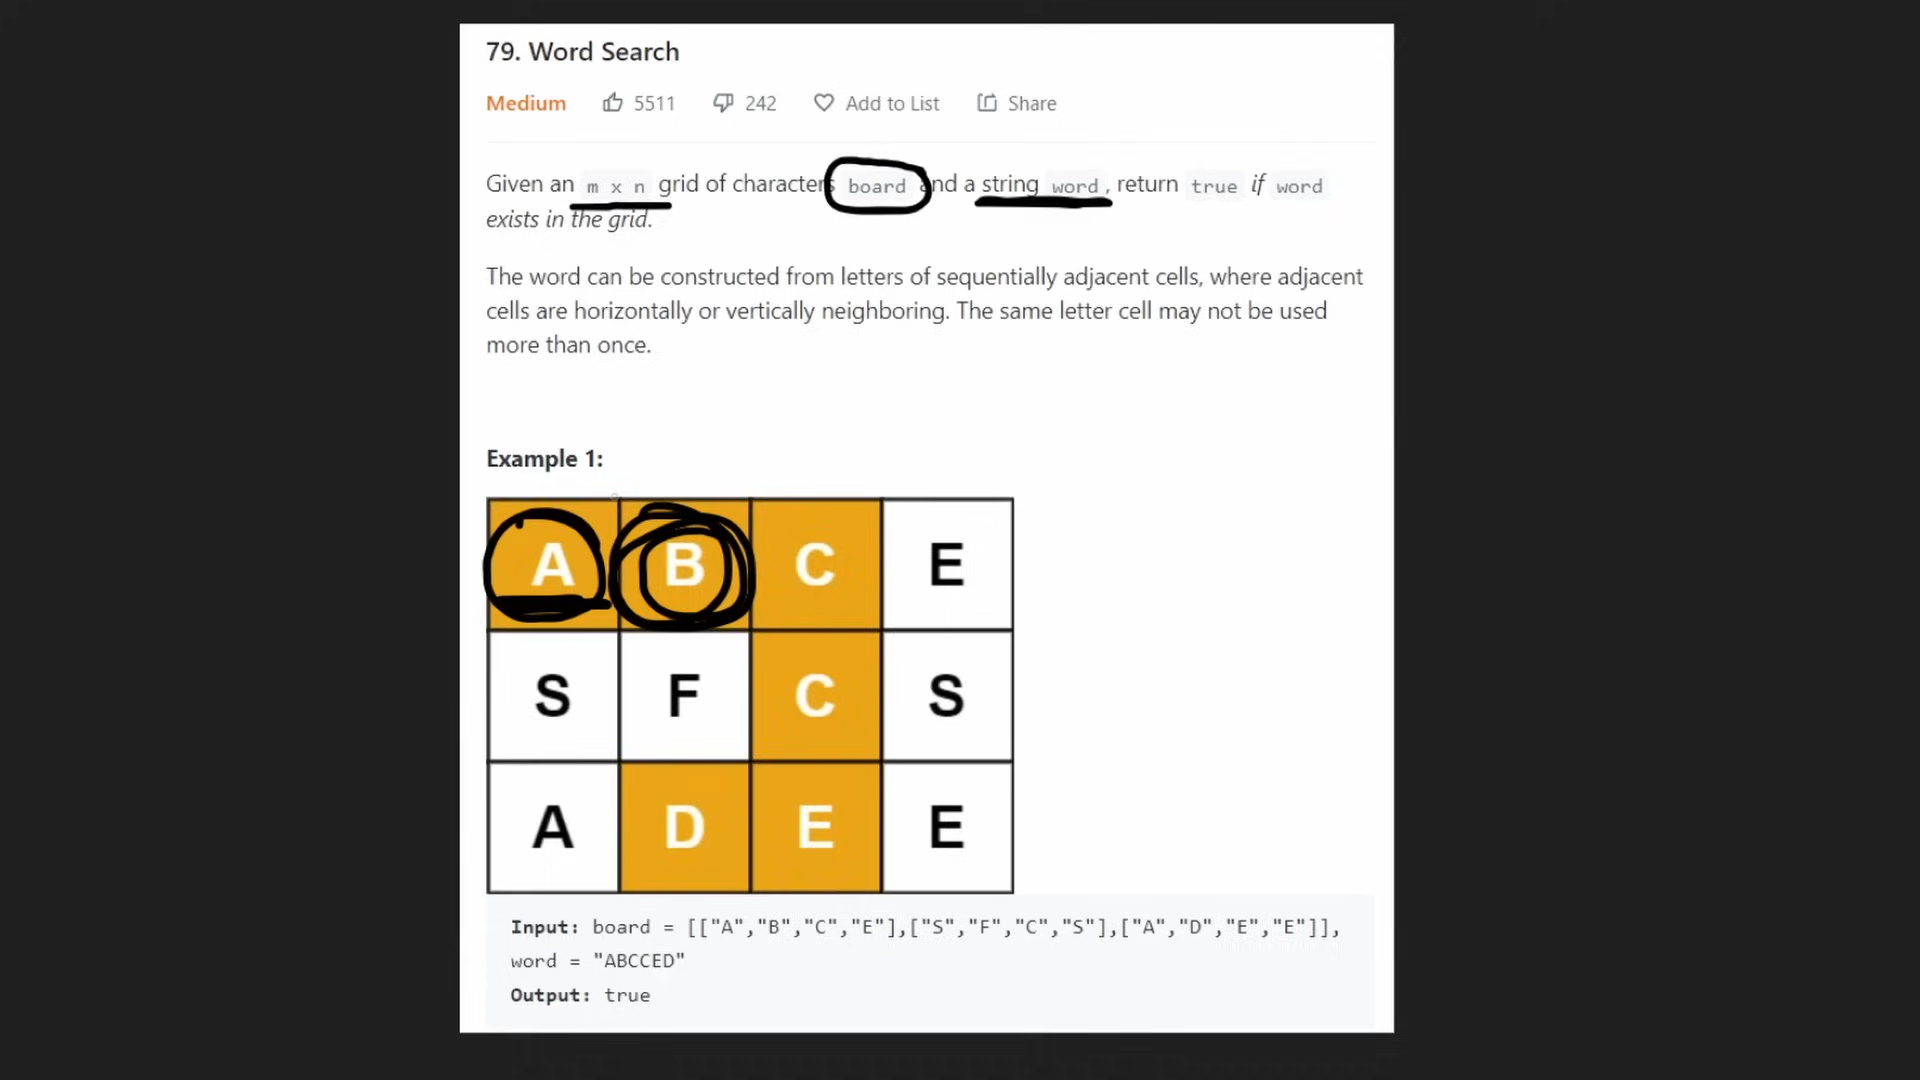 79. Word Search
Medium 5511 242 Add to List Share
Given an m x n grid of characters board and a string word, return true if word
exists in the grid.
The word can be constructed from letters of sequentially adjacent cells, where adjacent
cells are horizontally or vertically neighboring. The same letter cell may not be used
more than once.
Example 1:
A B C E
S F C S
A D E E
Input: board = [["A","B","C","E"],["S","F","C","S"],["A","D","E","E"]],
word = "ABCCED"
Output: true